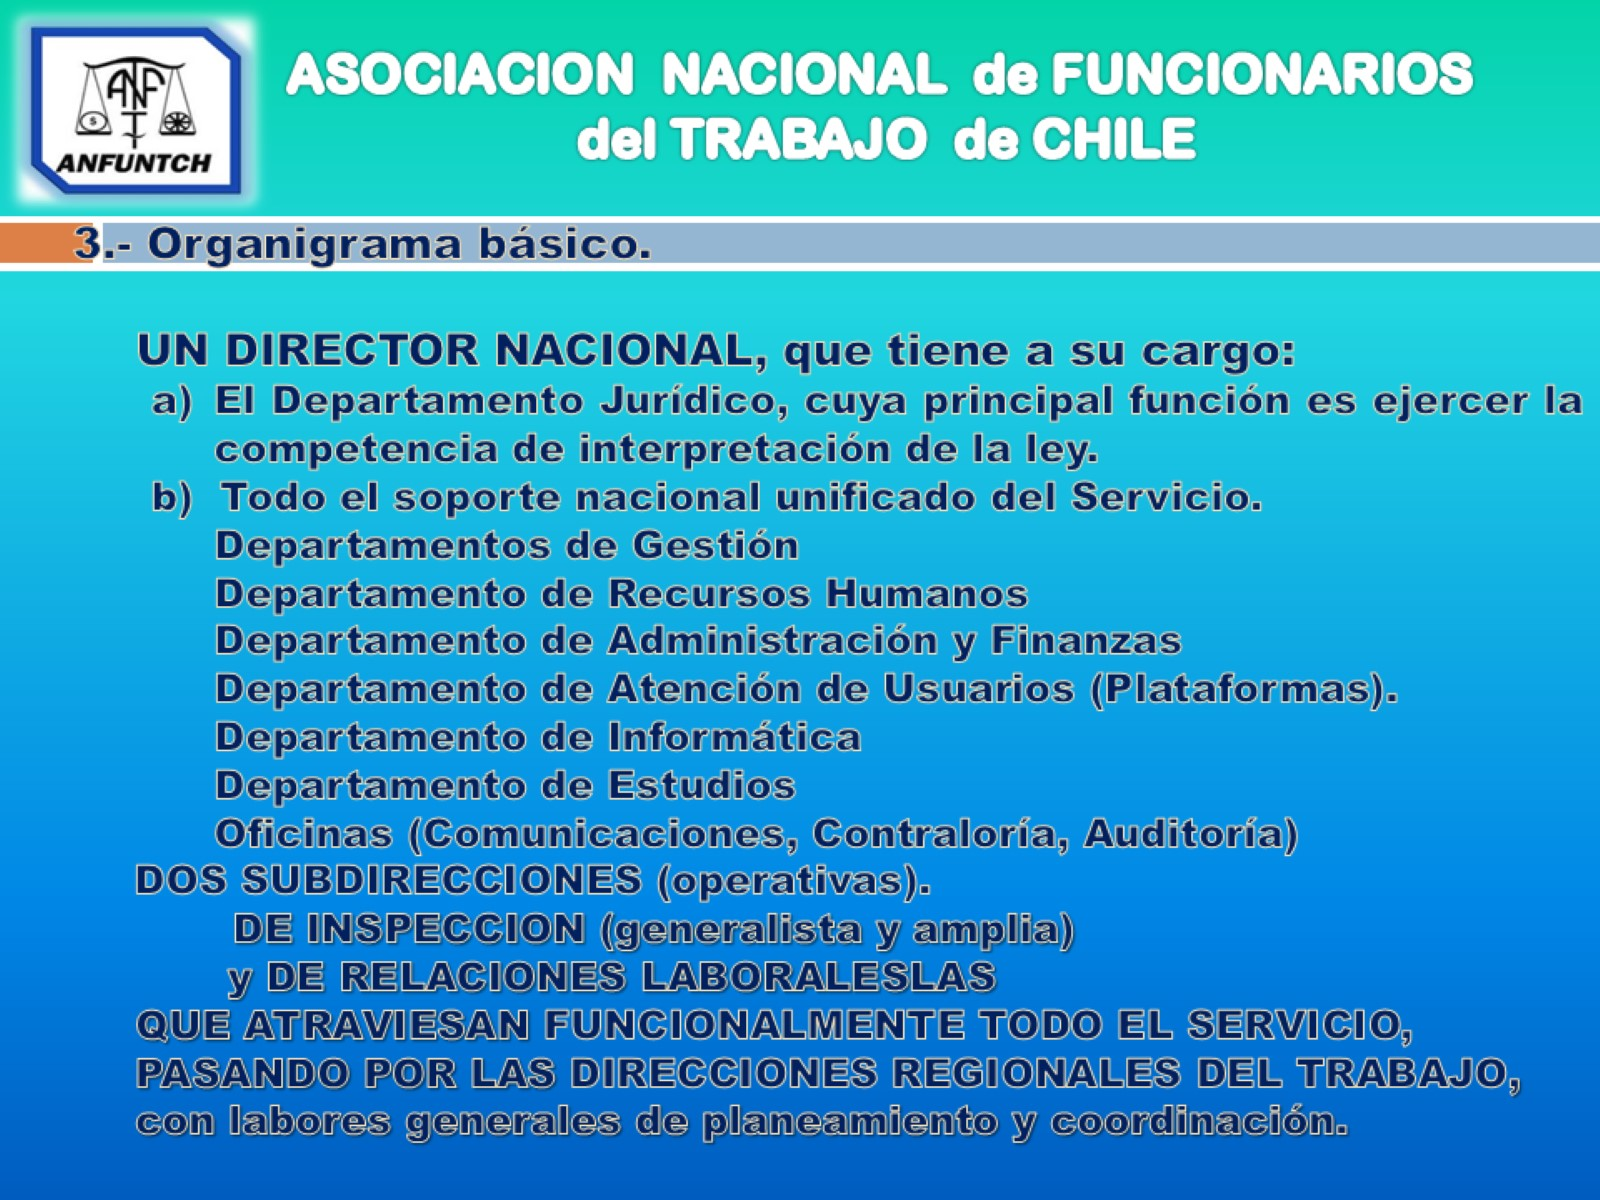 ANF
T
$
ANFUNTCH
ASOCIACION NACIONAL de FUNCIONARIOS
del TRABAJO de CHILE
3.- Organigrama básico.
UN DIRECTOR NACIONAL, que tiene a su cargo:
a) El Departamento Jurídico, cuya principal función es ejercer la
competencia de interpretación de la ley.
b) Todo el soporte nacional unificado del Servicio.
Departamentos de Gestión
Departamento de Recursos Humanos
Departamento de Administración y Finanzas
Departamento de Atención de Usuarios (Plataformas).
Departamento de Informática
Departamento de Estudios
Oficinas (Comunicaciones, Contraloría, Auditoría)
DOS SUBDIRECCIONES (operativas).
DE INSPECCION (generalista y amplia)
y DE RELACIONES LABORALESLAS
QUE ATRAVIESAN FUNCIONALMENTE TODO EL SERVICIO,
PASANDO POR LAS DIRECCIONES REGIONALES DEL TRABAJO,
con labores generales de planeamiento y coordinación.